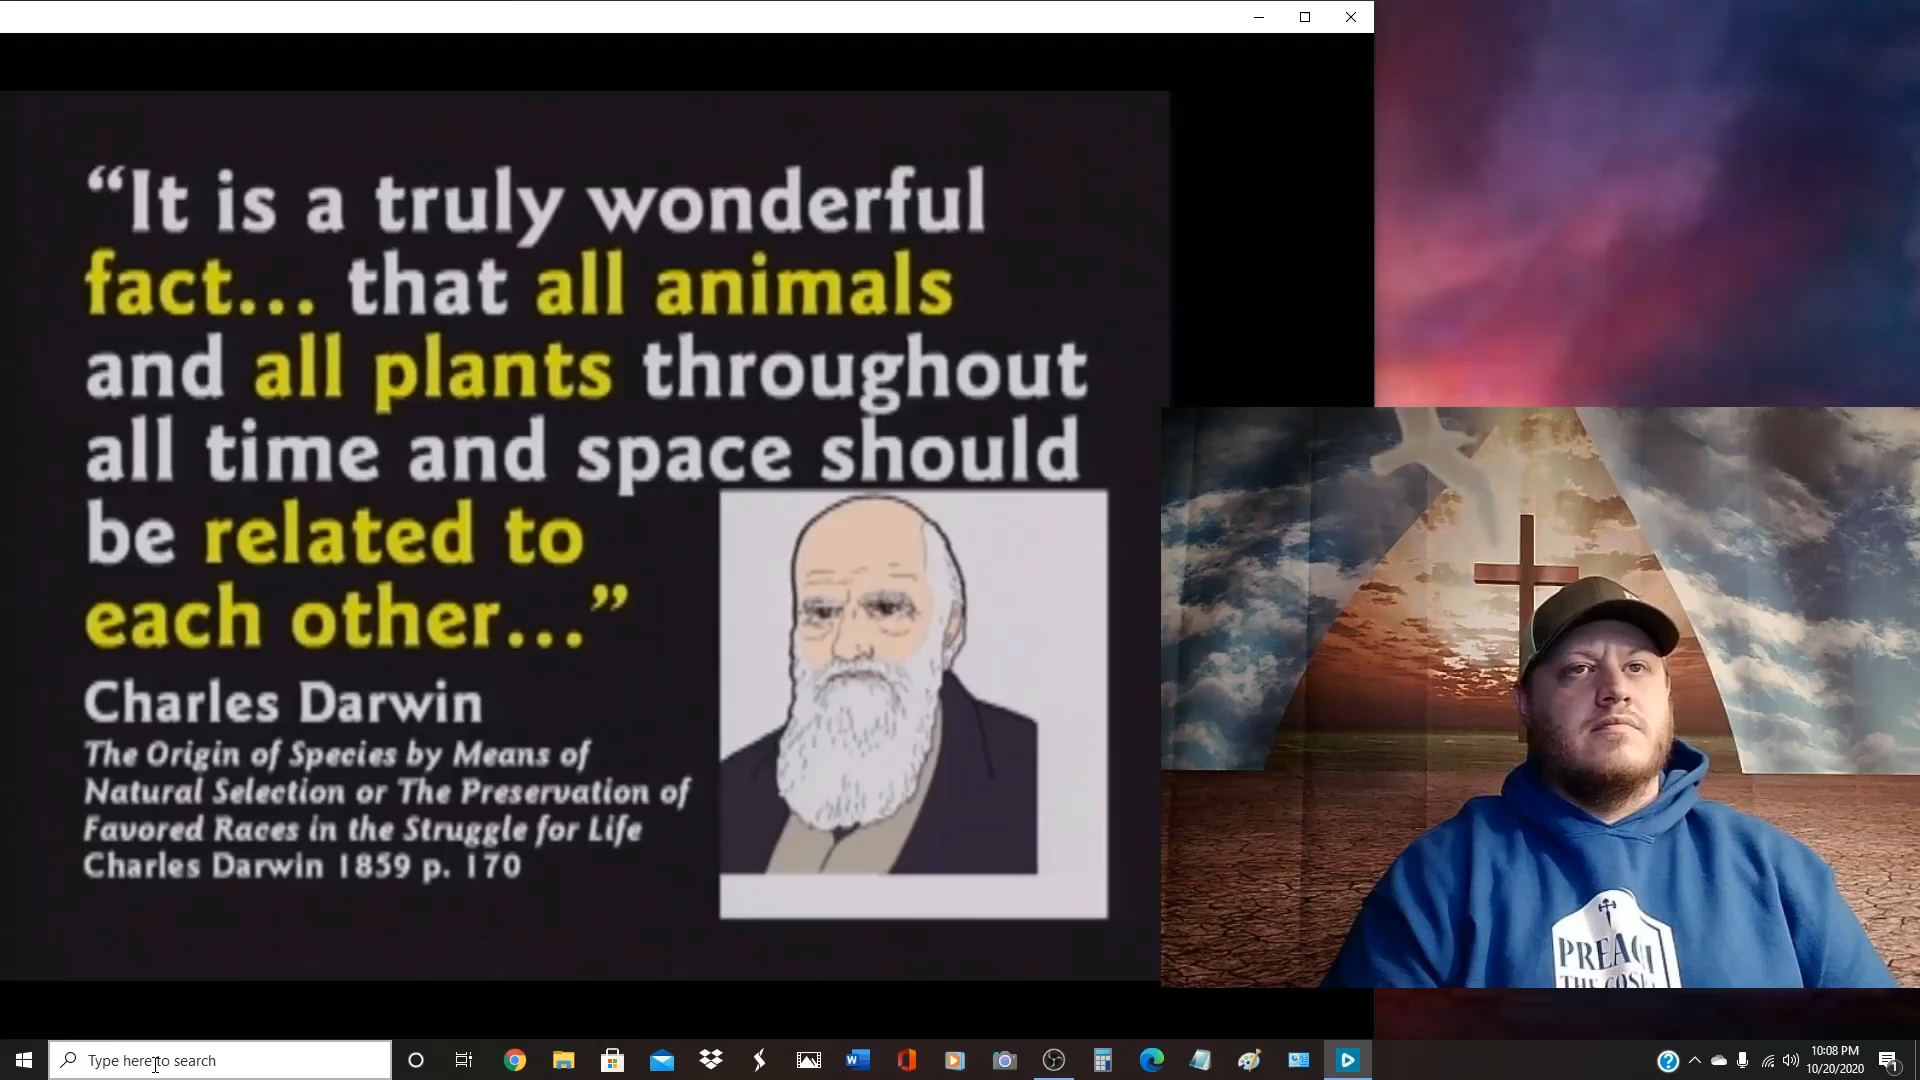 “It is a truly wonderful
fact... that all animals
and all plants throughout
all time and space should
be related to
each other...”
Charles Darwin
The Origin of Species by Means of
Natural Selection or The Preservation of
Favored Races in the Struggle for Life
Charles Darwin 1859 p. 170
PREACH
Type here to search
10:08 PM
10/20/2020
1